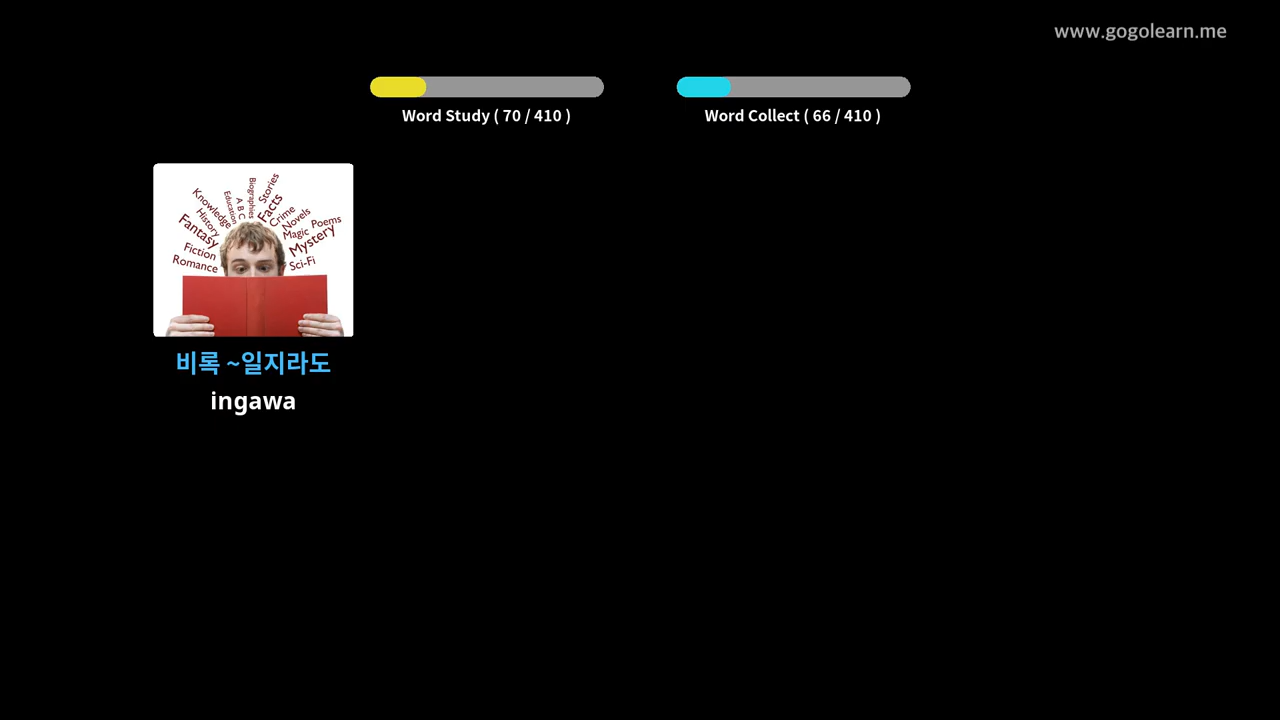 www.gogolearn.me
Word Study ( 70 / 410 )
Word Collect ( 66 / 410 )
Knowledge
History
Fantasy
Fiction
Romance
Education
A B C
Biographies
Stories
Facts
Crime
Novels
Magic
Poems
Mystery
Sci-Fi
비록 ~일지라도
ingawa